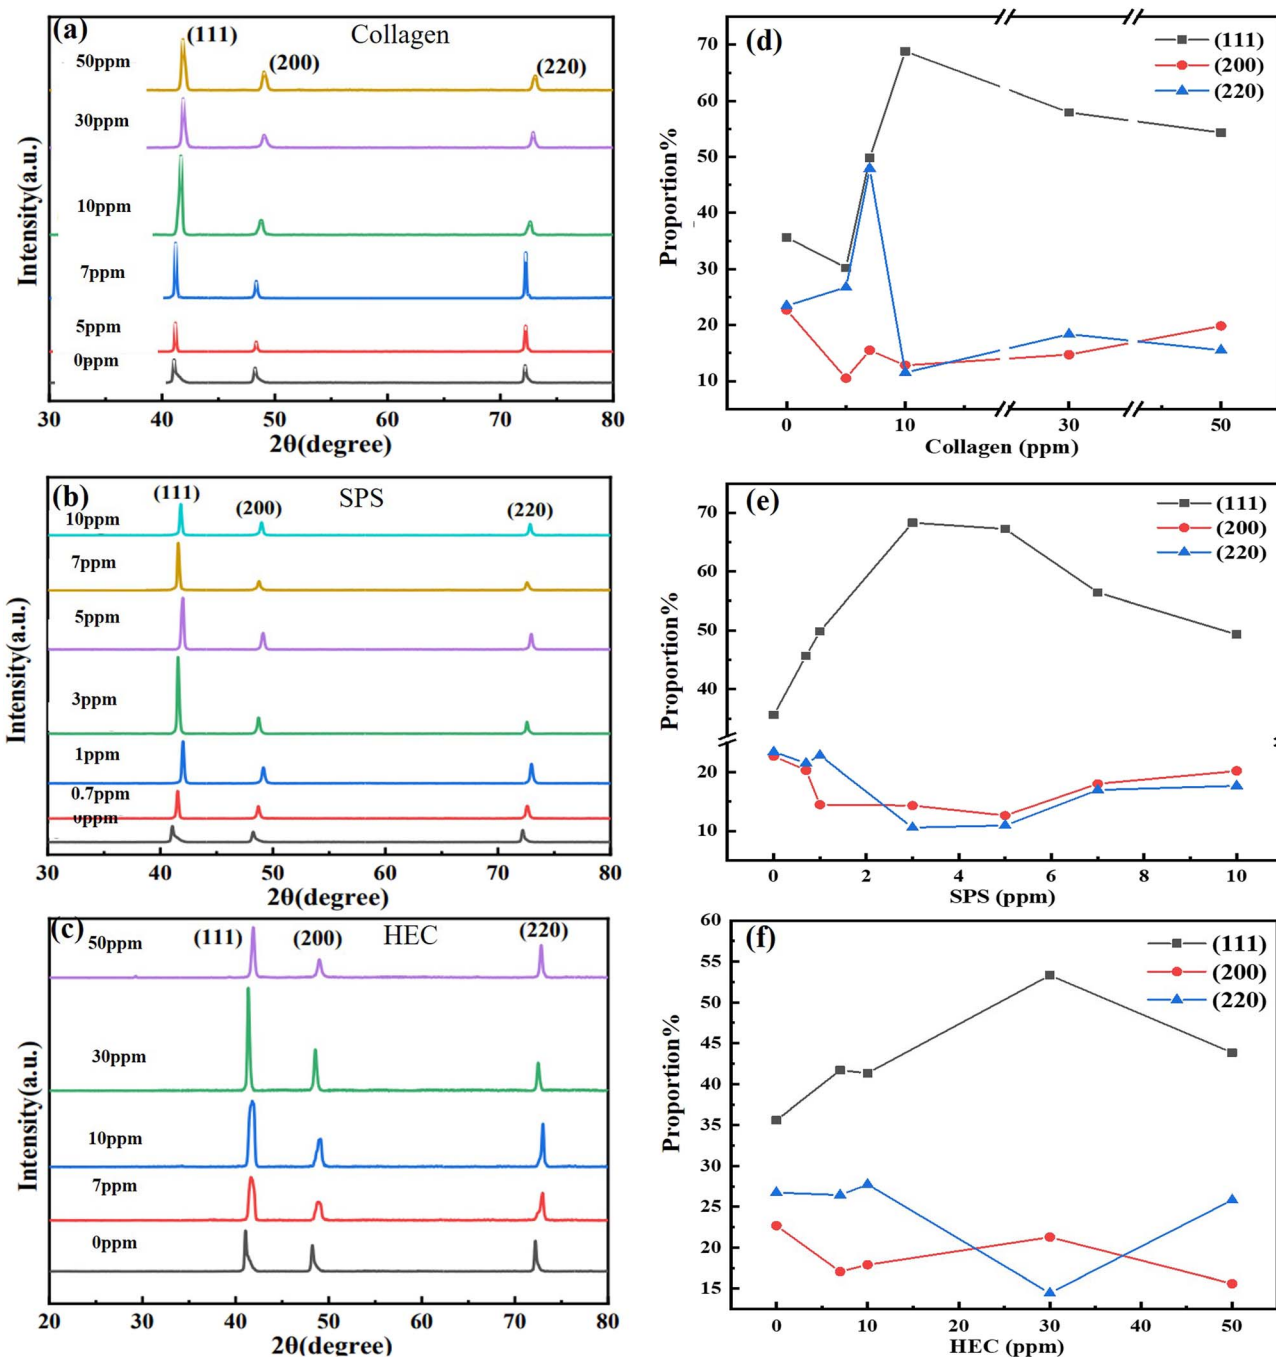 (a)
(111)
Collagen
(200)
(220)
50ppm
30ppm
10ppm
7ppm
5ppm
0ppm
Intensity(a.u.)
30 40 50 60 70 80
2θ(degree)
(d)
(111)
(200)
(220)
Proportion%
70
60
50
40
30
20
10
0 10 30 50
Collagen (ppm)
(b)
(111)
SPS
(200)
(220)
10ppm
7ppm
5ppm
3ppm
1ppm
0.7ppm
0ppm
Intensity(a.u.)
30 40 50 60 70 80
2θ(degree)
(e)
(111)
(200)
(220)
Proportion%
70
60
50
40
20
10
0 2 4 6 8 10
SPS (ppm)
(c)
(111)
(200)
HEC
(220)
50ppm
30ppm
10ppm
7ppm
0ppm
Intensity(a.u.)
20 30 40 50 60 70 80
2θ(degree)
(f)
(111)
(200)
(220)
Proportion%
60
55
50
45
40
35
30
25
20
15
0 10 20 30 40 50
HEC (ppm)